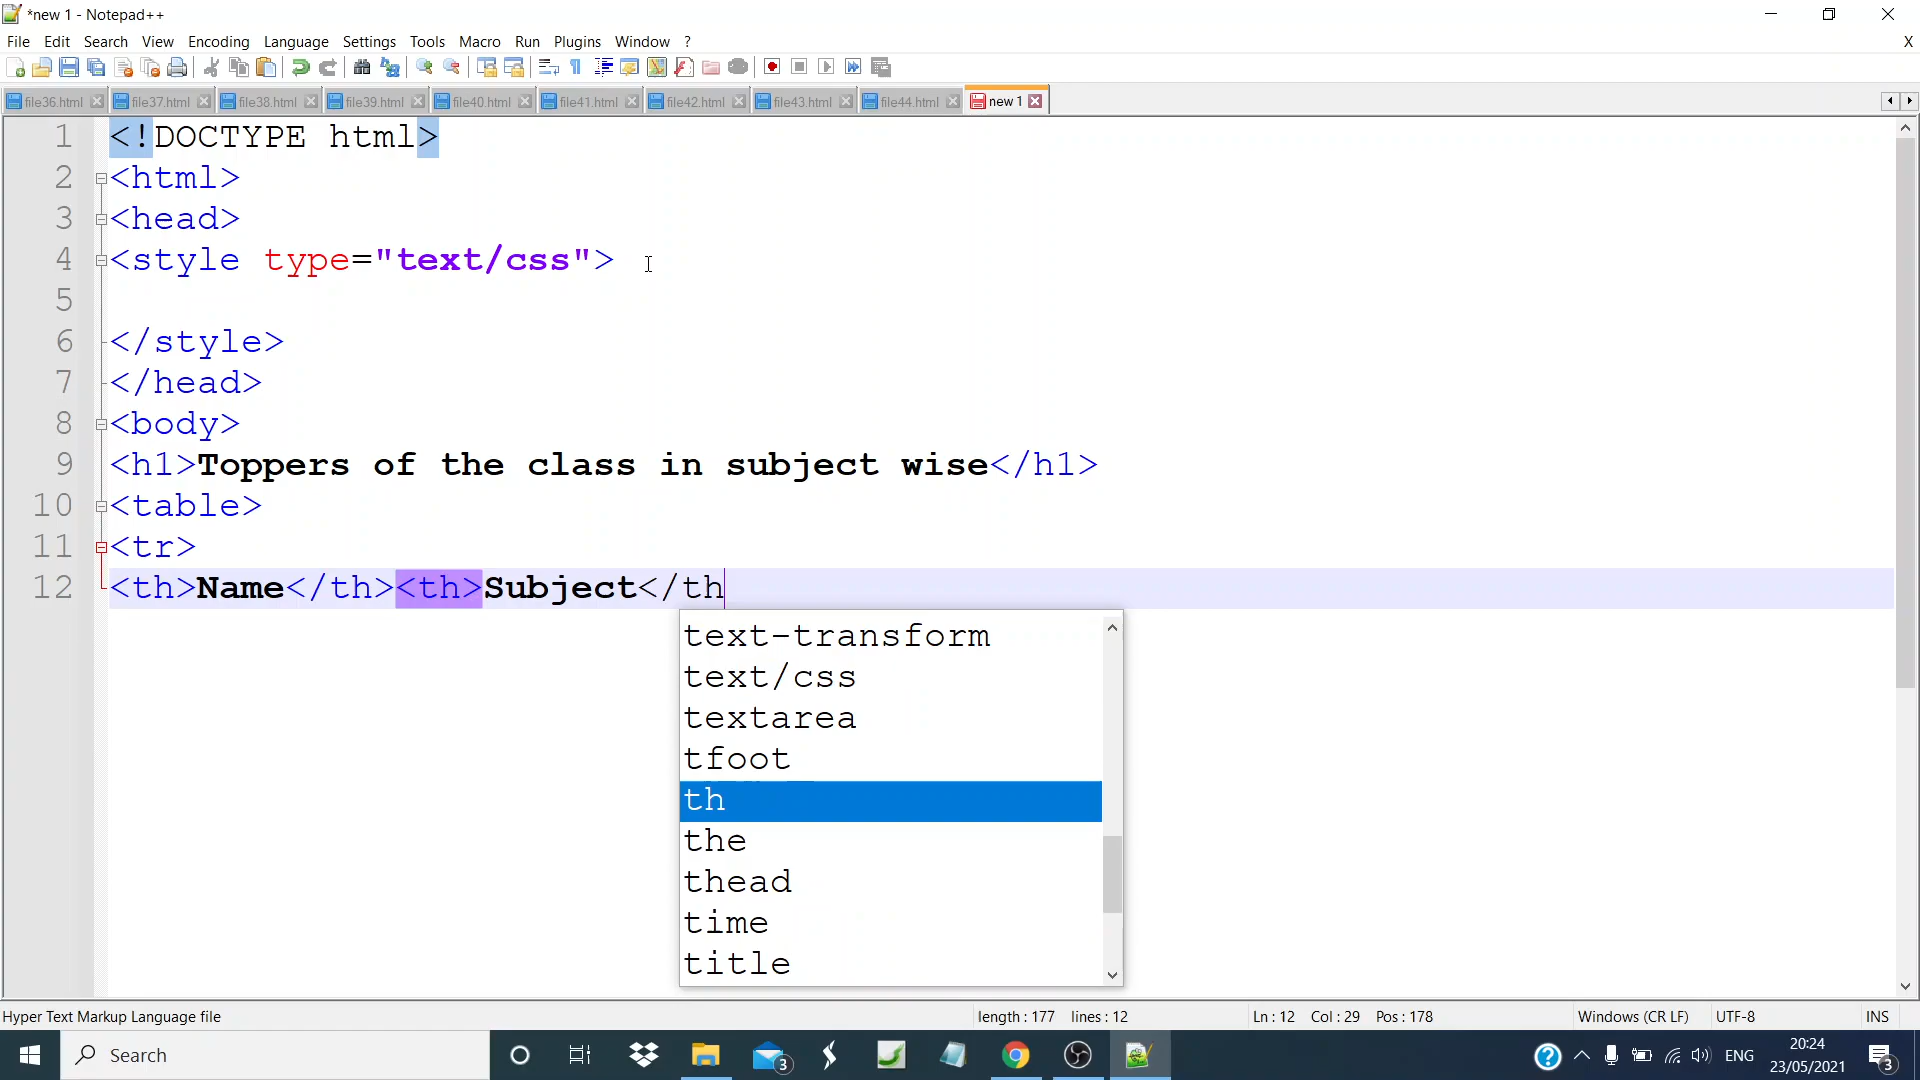 *new 1 - Notepad++
File Edit Search View Encoding Language Settings Tools Macro Run Plugins Window ? X
file36.html file37.html file38.html file39.html file40.html file41.html file42.html file43.html file44.html new 1
1 <!DOCTYPE html>
2 <html>
3 <head>
4 <style type="text/css">
5
6 </style>
7 </head>
8 <body>
9 <h1>Toppers of the class in subject wise</h1>
10 <table>
11 <tr>
12 <th>Name</th><th>Subject</th
text-transform
text/css
textarea
tfoot
th
the
thead
time
title
Hyper Text Markup Language file length : 177 lines : 12 Ln : 12 Col : 29 Pos : 178 Windows (CR LF) UTF-8 INS
Search 3 ENG 20:24 3
23/05/2021